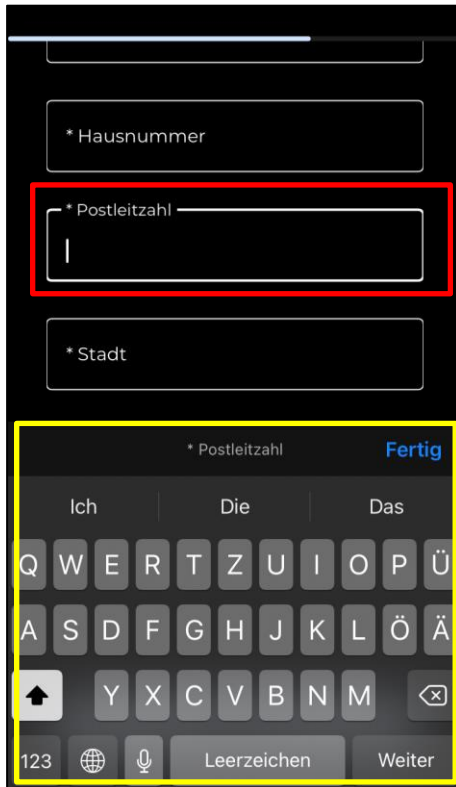 * Hausnummer
* Postleitzahl
* Stadt
* Postleitzahl Fertig
Ich Die Das
Q W E R T Z U I O P Ü
A S D F G H J K L Ö Ä
Y X C V B N M
123 Leerzeichen Weiter